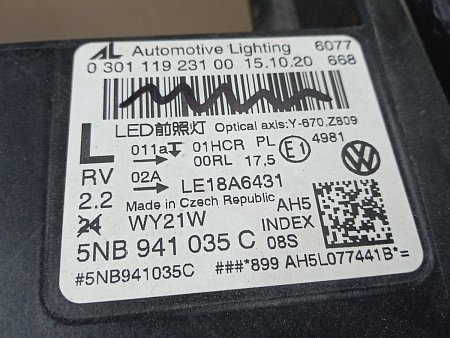 AL Automotive Lighting 6077
0 301 119 231 00 15.10.20 668
LED前照灯 Optical axis:Y-670,Z809
L 011a 01HCR PL E1 4981
00RL 17,5
RV 02A → LE18A6431
2.2 Made in Czech Republic AH5
WY21W INDEX
5NB 941 035 C 08S
#5NB941035C ###*899 AH5L077441B*=